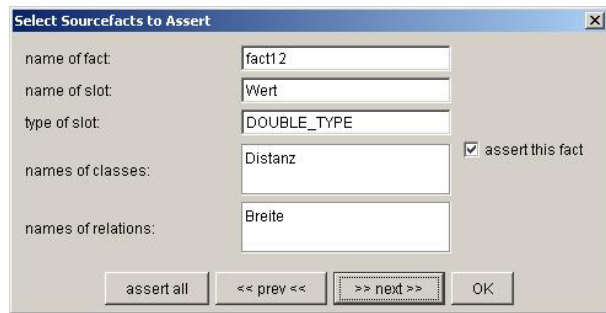 Select Sourcefacts to Assert
name of fact: fact12
name of slot: Wert
type of slot: DOUBLE_TYPE
names of classes: Distanz
assert this fact
names of relations: Breite
assert all << prev << >> next >> OK